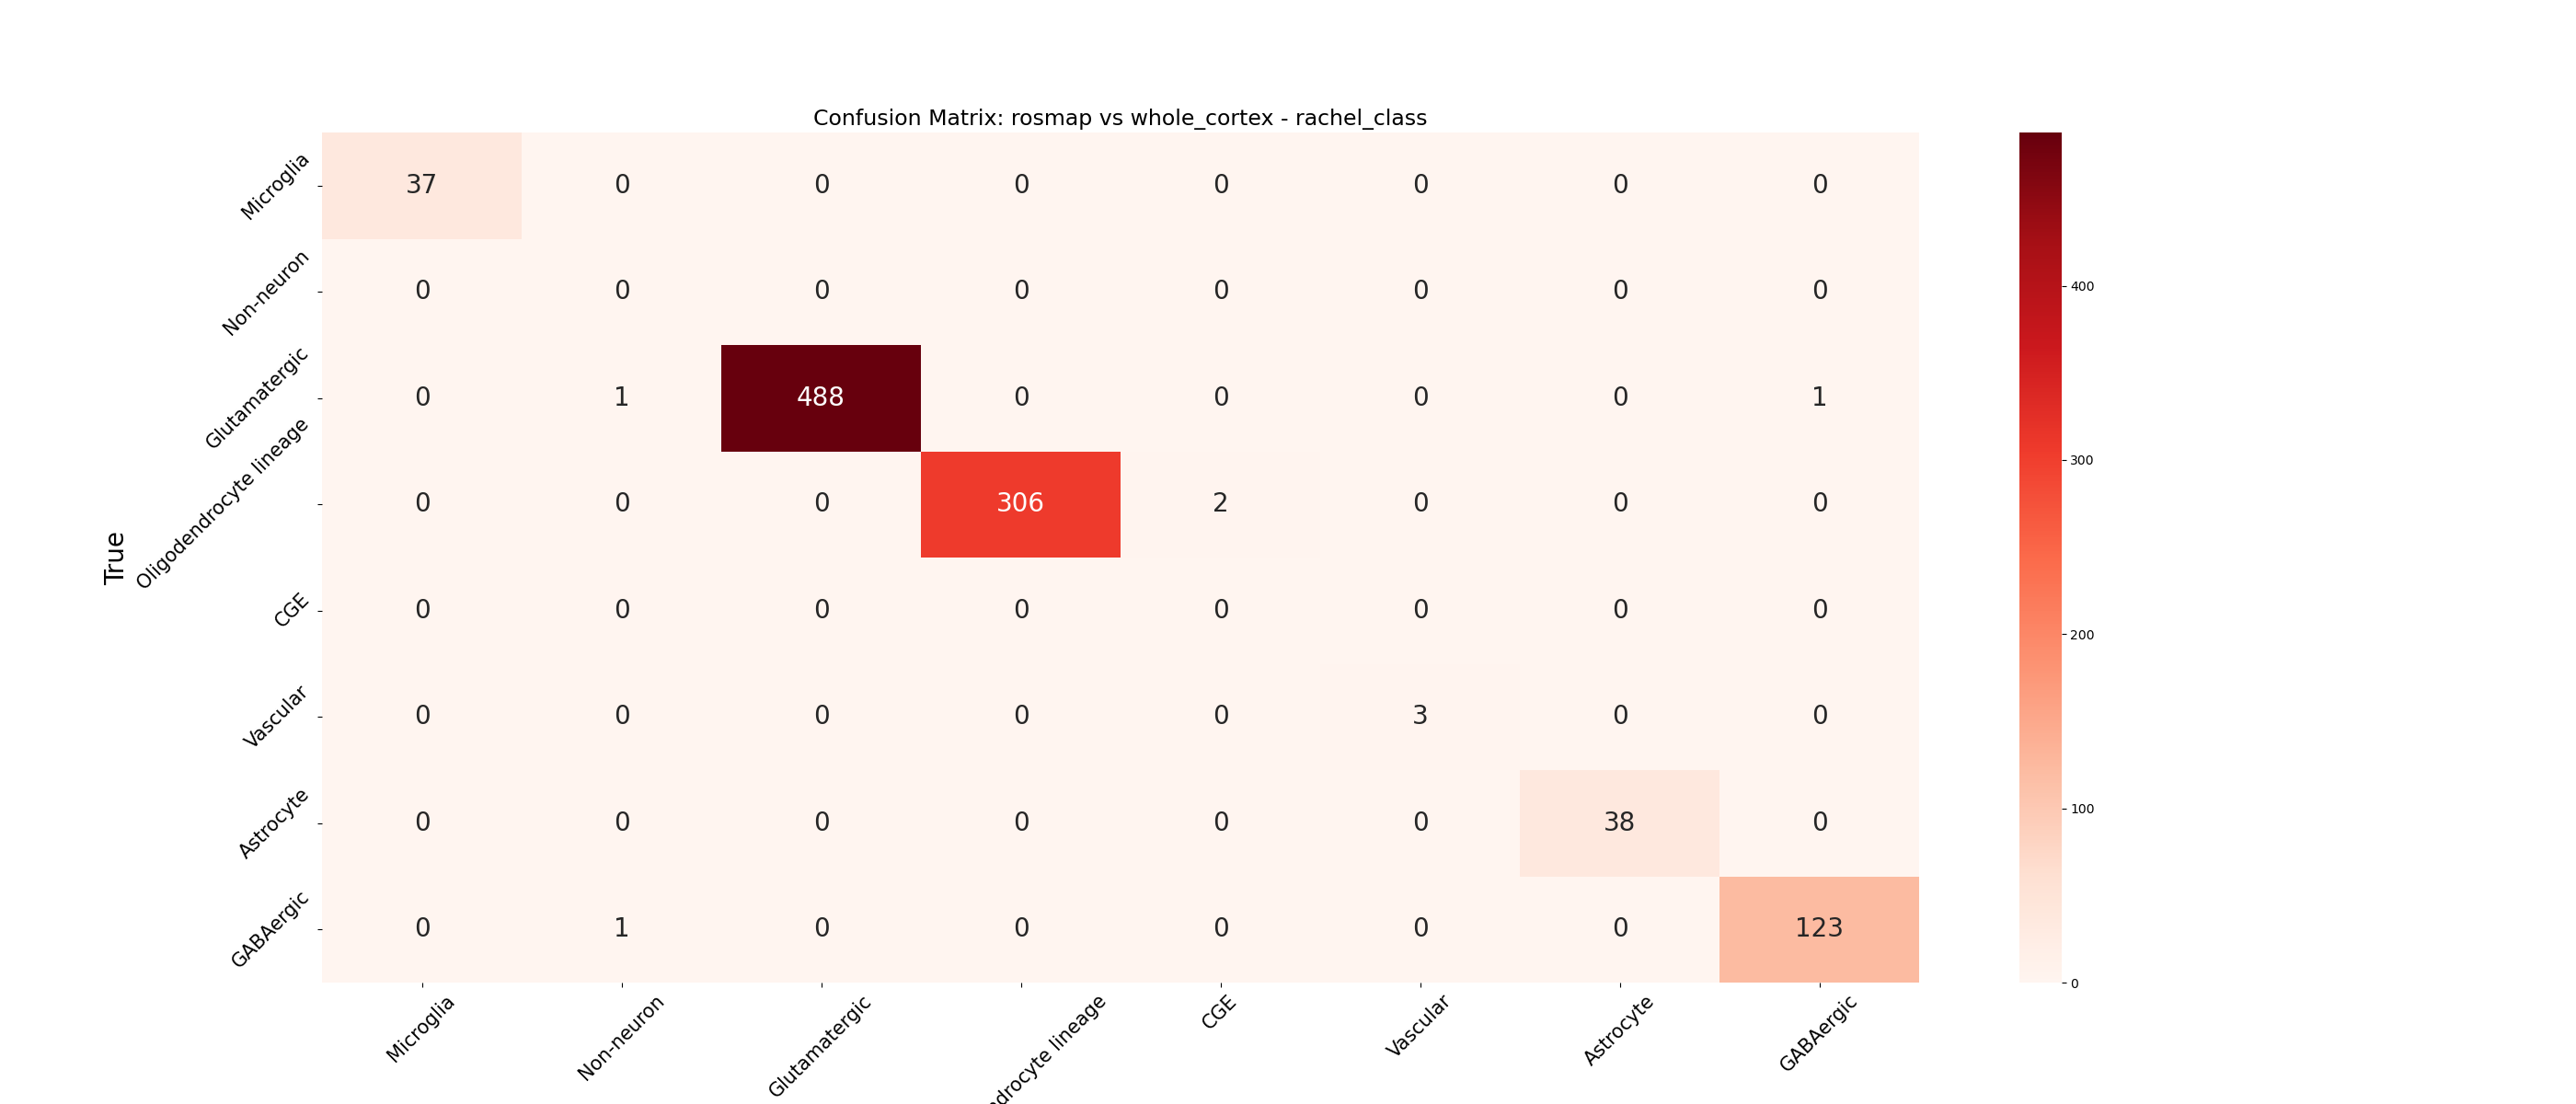 Confusion Matrix: rosmap vs whole_cortex - rachel_class
True
Microglia 37 0 0 0 0 0 0 0
Non-neuron 0 0 0 0 0 0 0 0
Glutamatergic 0 1 488 0 0 0 0 1
Oligodendrocyte lineage 0 0 0 306 2 0 0 0
CGE 0 0 0 0 0 0 0 0
Vascular 0 0 0 0 0 3 0 0
Astrocyte 0 0 0 0 0 0 38 0
GABAergic 0 1 0 0 0 0 0 123
Microglia Non-neuron Glutamatergic lineage CGE Vascular Astrocyte GABAergic
400
300
200
100
0